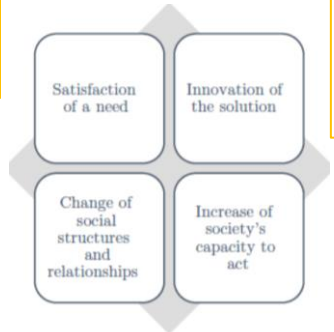 Satisfaction
of a need
Innovation of
the solution
Change of
social
structures
and
relationships
Increase of
society's
capacity to
act